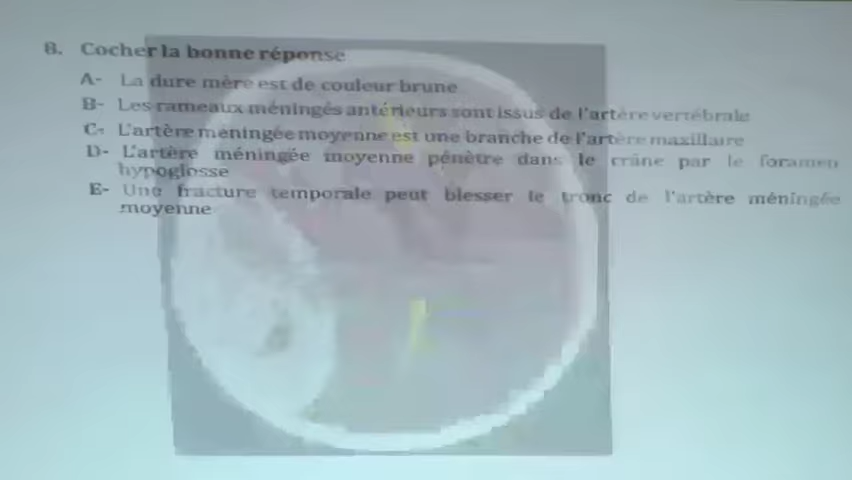 8. Cocher la bonne réponse
A- La dure mère est de couleur brune
B- Les rameaux méningés antérieurs sont issus de l'artère vertébrale
C- L'artère méningée moyenne est une branche de l'artère maxillaire
D- L'artère méningée moyenne pénètre dans le crâne par le foramen
hypoglosse
E- Une fracture temporale peut blesser le tronc de l'artère méningée
moyenne